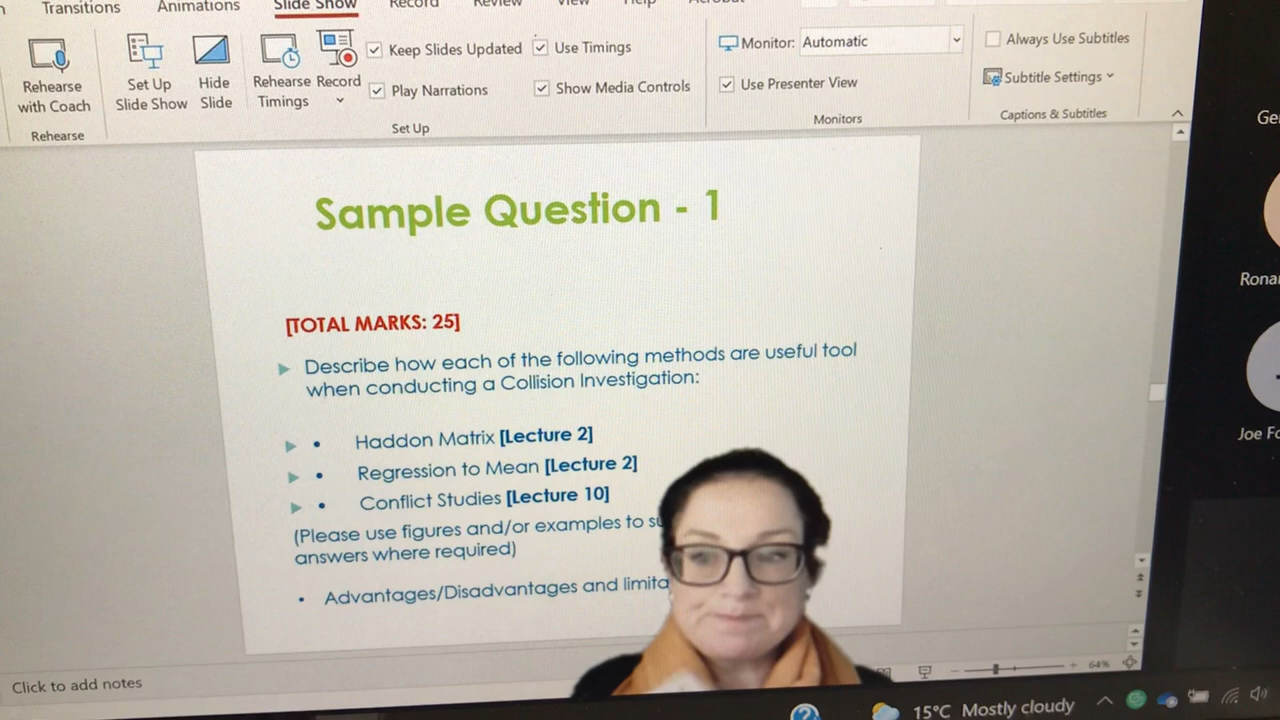 Transitions
Animations
Slide Show
Record
Review
View
Help
Acrobat
Rehearse
with Coach
Set Up
Slide Show
Hide
Slide
Rehearse
Timings
Record
Keep Slides Updated
Use Timings
Play Narrations
Show Media Controls
Monitor:
Automatic
Use Presenter View
Always Use Subtitles
Subtitle Settings
Rehearse
Set Up
Monitors
Captions & Subtitles
Sample Question - 1
[TOTAL MARKS: 25]
Describe how each of the following methods are useful tool
when conducting a Collision Investigation:
• Haddon Matrix [Lecture 2]
• Regression to Mean [Lecture 2]
• Conflict Studies [Lecture 10]
(Please use figures and/or examples to
answers where required)
• Advantages/Disadvantages and
Joe
Click to add notes
64%
15°C Mostly cloudy